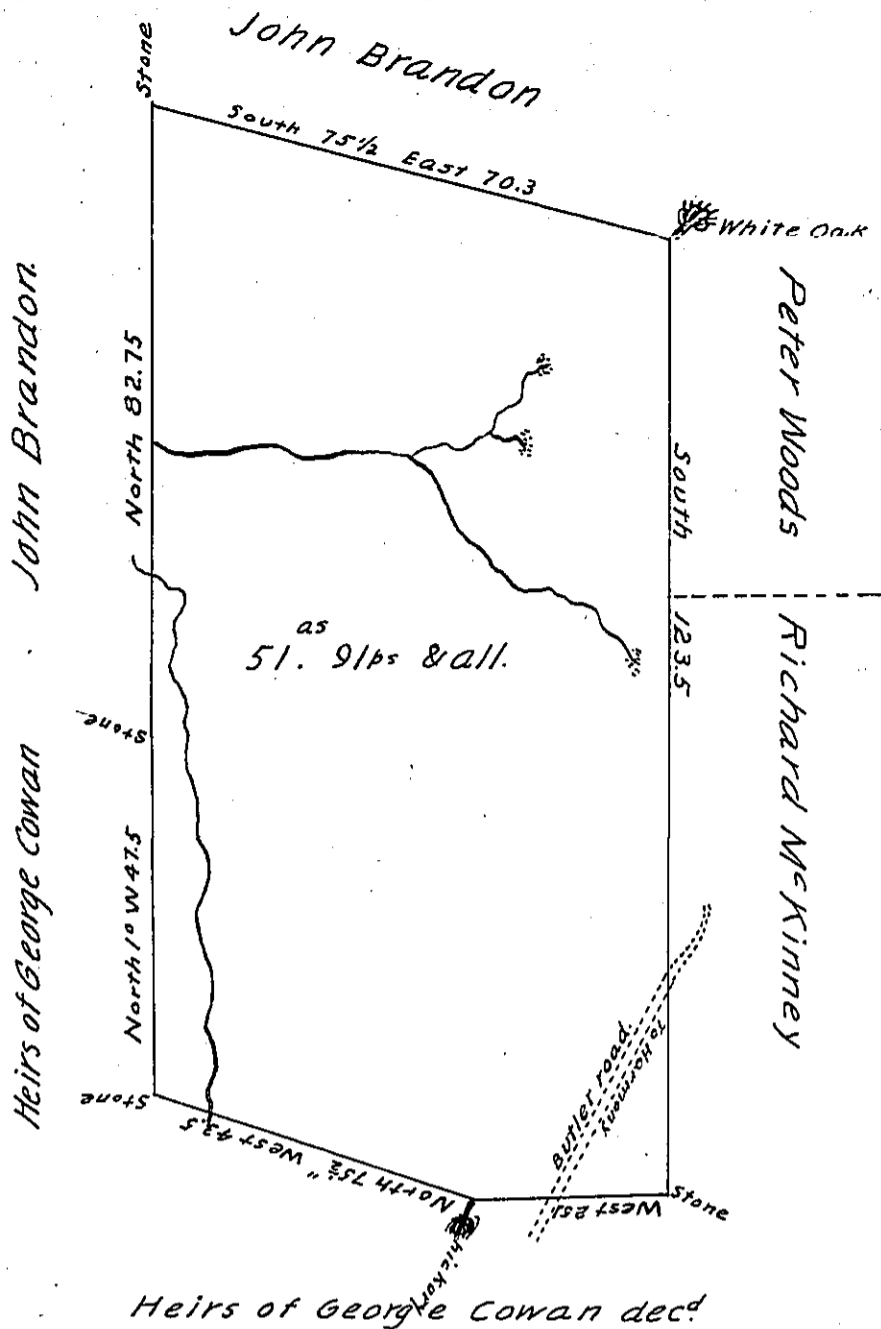 John Brandon
Stone
South 75½ East 70.3
White Oak
Peter Woods
John Brandon.
North 82.75
South 123.5
as
51. 91ps & all.
Richard McKinney
Stone
Heirs of George Cowan
North 1° W 47.5
Butler road.
To Harmony
Stone
North 75½" West 42.5
West 251
Stone
hickory
Heirs of George Cowan decd.